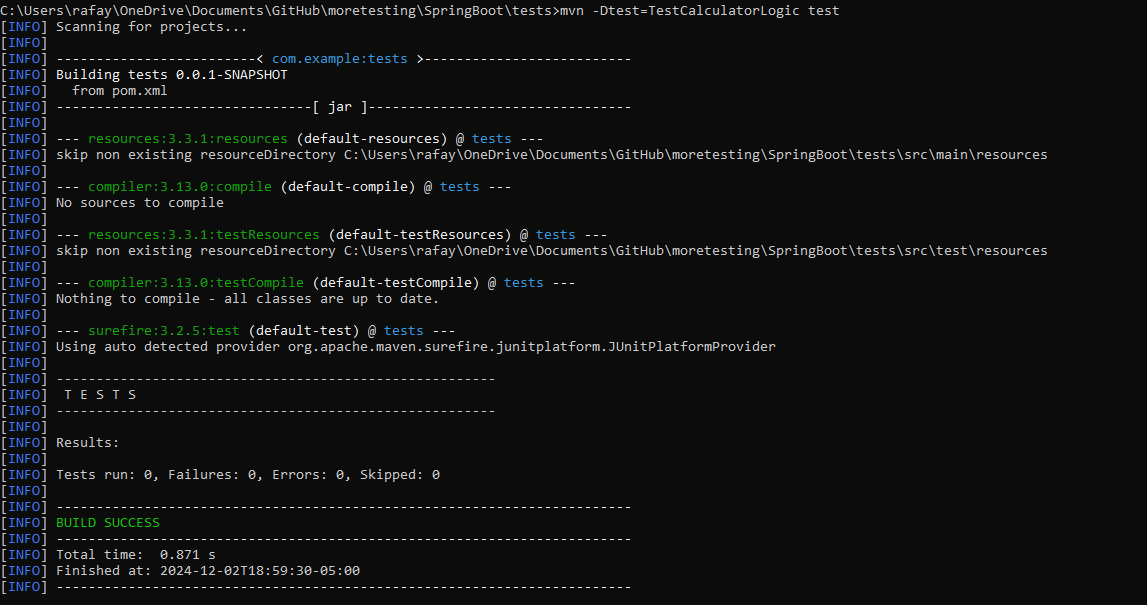 C:\Users\rafay\OneDrive\Documents\GitHub\moretesting\SpringBoot\tests>mvn -Dtest=TestCalculatorLogic test
[INFO] Scanning for projects...
[INFO]
[INFO] -------------------------< com.example:tests >--------------------------
[INFO] Building tests 0.0.1-SNAPSHOT
[INFO]   from pom.xml
[INFO] --------------------------------[ jar ]---------------------------------
[INFO]
[INFO] --- resources:3.3.1:resources (default-resources) @ tests ---
[INFO] skip non existing resourceDirectory C:\Users\rafay\OneDrive\Documents\GitHub\moretesting\SpringBoot\tests\src\main\resources
[INFO]
[INFO] --- compiler:3.13.0:compile (default-compile) @ tests ---
[INFO] No sources to compile
[INFO]
[INFO] --- resources:3.3.1:testResources (default-testResources) @ tests ---
[INFO] skip non existing resourceDirectory C:\Users\rafay\OneDrive\Documents\GitHub\moretesting\SpringBoot\tests\src\test\resources
[INFO]
[INFO] --- compiler:3.13.0:testCompile (default-testCompile) @ tests ---
[INFO] Nothing to compile - all classes are up to date.
[INFO]
[INFO] --- surefire:3.2.5:test (default-test) @ tests ---
[INFO] Using auto detected provider org.apache.maven.surefire.junitplatform.JUnitPlatformProvider
[INFO]
[INFO] -------------------------------------------------------
[INFO]  T E S T S
[INFO] -------------------------------------------------------
[INFO]
[INFO] Results:
[INFO]
[INFO] Tests run: 0, Failures: 0, Errors: 0, Skipped: 0
[INFO]
[INFO] ------------------------------------------------------------------------
[INFO] BUILD SUCCESS
[INFO] ------------------------------------------------------------------------
[INFO] Total time:  0.871 s
[INFO] Finished at: 2024-12-02T18:59:30-05:00
[INFO] ------------------------------------------------------------------------